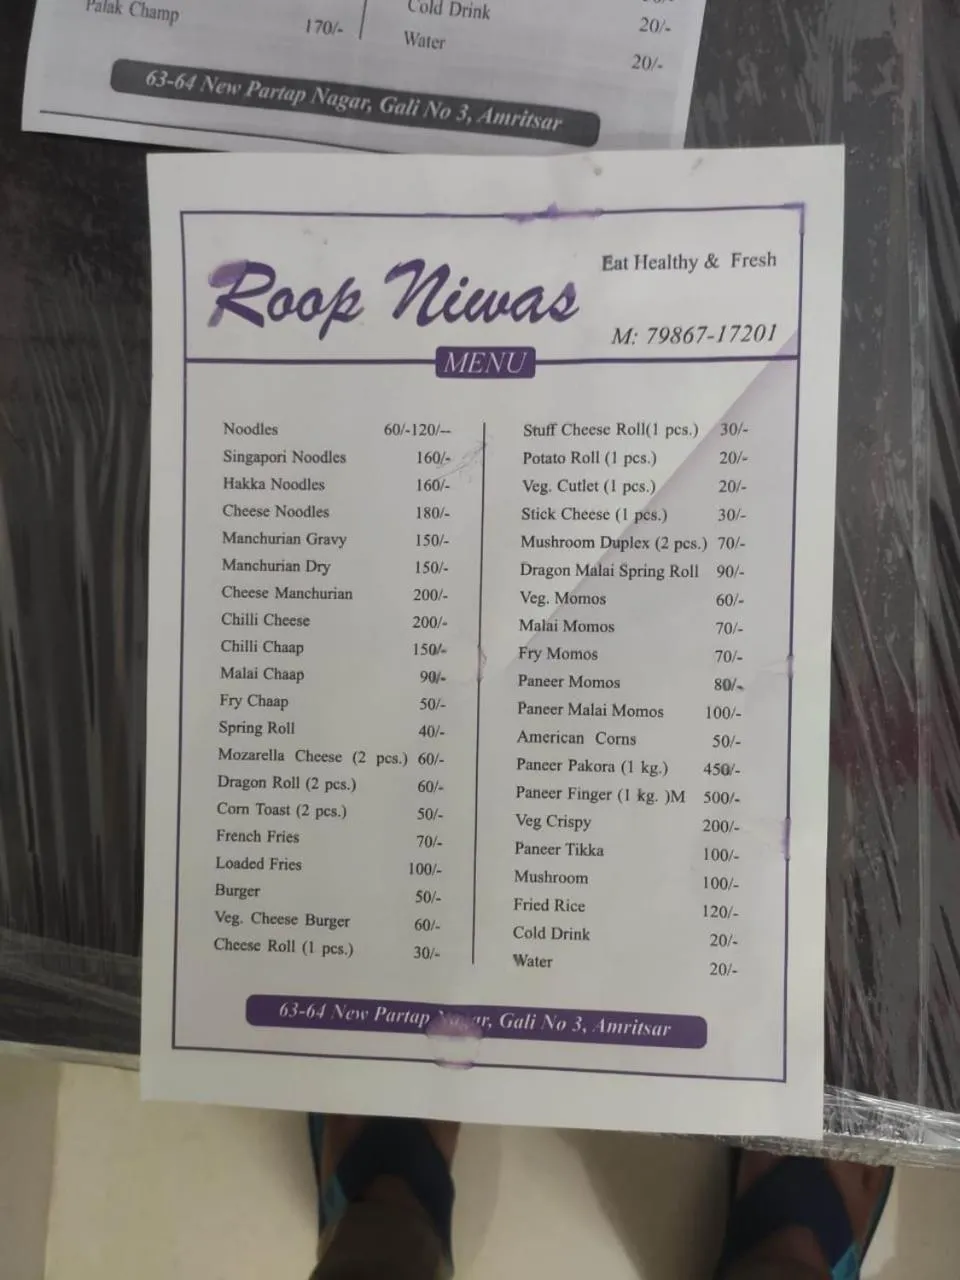 Palak Champ 170/-
Cold Drink 20/-
Water 20/-
63-64 New Partap Nagar, Gali No 3, Amritsar
Roop Niwas
Eat Healthy & Fresh
M: 79867-17201
MENU
Noodles 60/-120/--
Singapori Noodles 160/-
Hakka Noodles 160/-
Cheese Noodles 180/-
Manchurian Gravy 150/-
Manchurian Dry 150/-
Cheese Manchurian 200/-
Chilli Cheese 200/-
Chilli Chaap 150/-
Malai Chaap 90/-
Fry Chaap 50/-
Spring Roll 40/-
Mozarella Cheese (2 pcs.) 60/-
Dragon Roll (2 pcs.) 60/-
Corn Toast (2 pcs.) 50/-
French Fries 70/-
Loaded Fries 100/-
Burger 50/-
Veg. Cheese Burger 60/-
Cheese Roll (1 pcs.) 30/-
Stuff Cheese Roll(1 pcs.) 30/-
Potato Roll (1 pcs.) 20/-
Veg. Cutlet (1 pcs.) 20/-
Stick Cheese (1 pcs.) 30/-
Mushroom Duplex (2 pcs.) 70/-
Dragon Malai Spring Roll 90/-
Veg. Momos 60/-
Malai Momos 70/-
Fry Momos 70/-
Paneer Momos 80/-
Paneer Malai Momos 100/-
American Corns 50/-
Paneer Pakora (1 kg.) 450/-
Paneer Finger (1 kg. )M 500/-
Veg Crispy 200/-
Paneer Tikka 100/-
Mushroom 100/-
Fried Rice 120/-
Cold Drink 20/-
Water 20/-
63-64 New Partap Nagar, Gali No 3, Amritsar